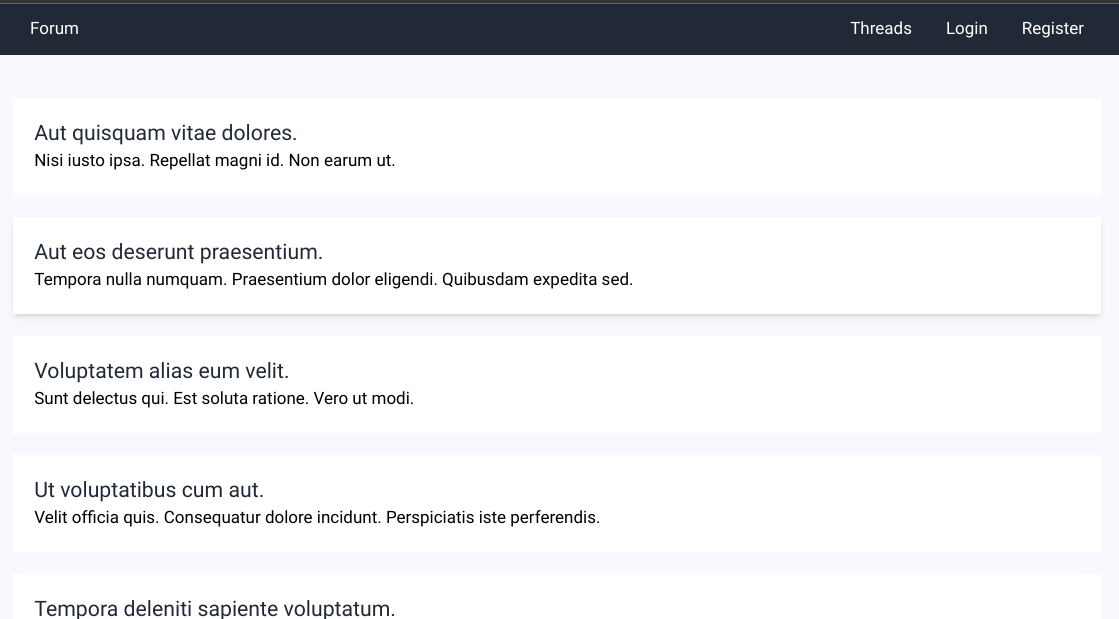 Forum
Threads Login Register
Aut quisquam vitae dolores.
Nisi iusto ipsa. Repellat magni id. Non earum ut.
Aut eos deserunt praesentium.
Tempora nulla numquam. Praesentium dolor eligendi. Quibusdam expedita sed.
Voluptatem alias eum velit.
Sunt delectus qui. Est soluta ratione. Vero ut modi.
Ut voluptatibus cum aut.
Velit officia quis. Consequatur dolore incidunt. Perspiciatis iste perferendis.
Tempora deleniti sapiente voluptatum.